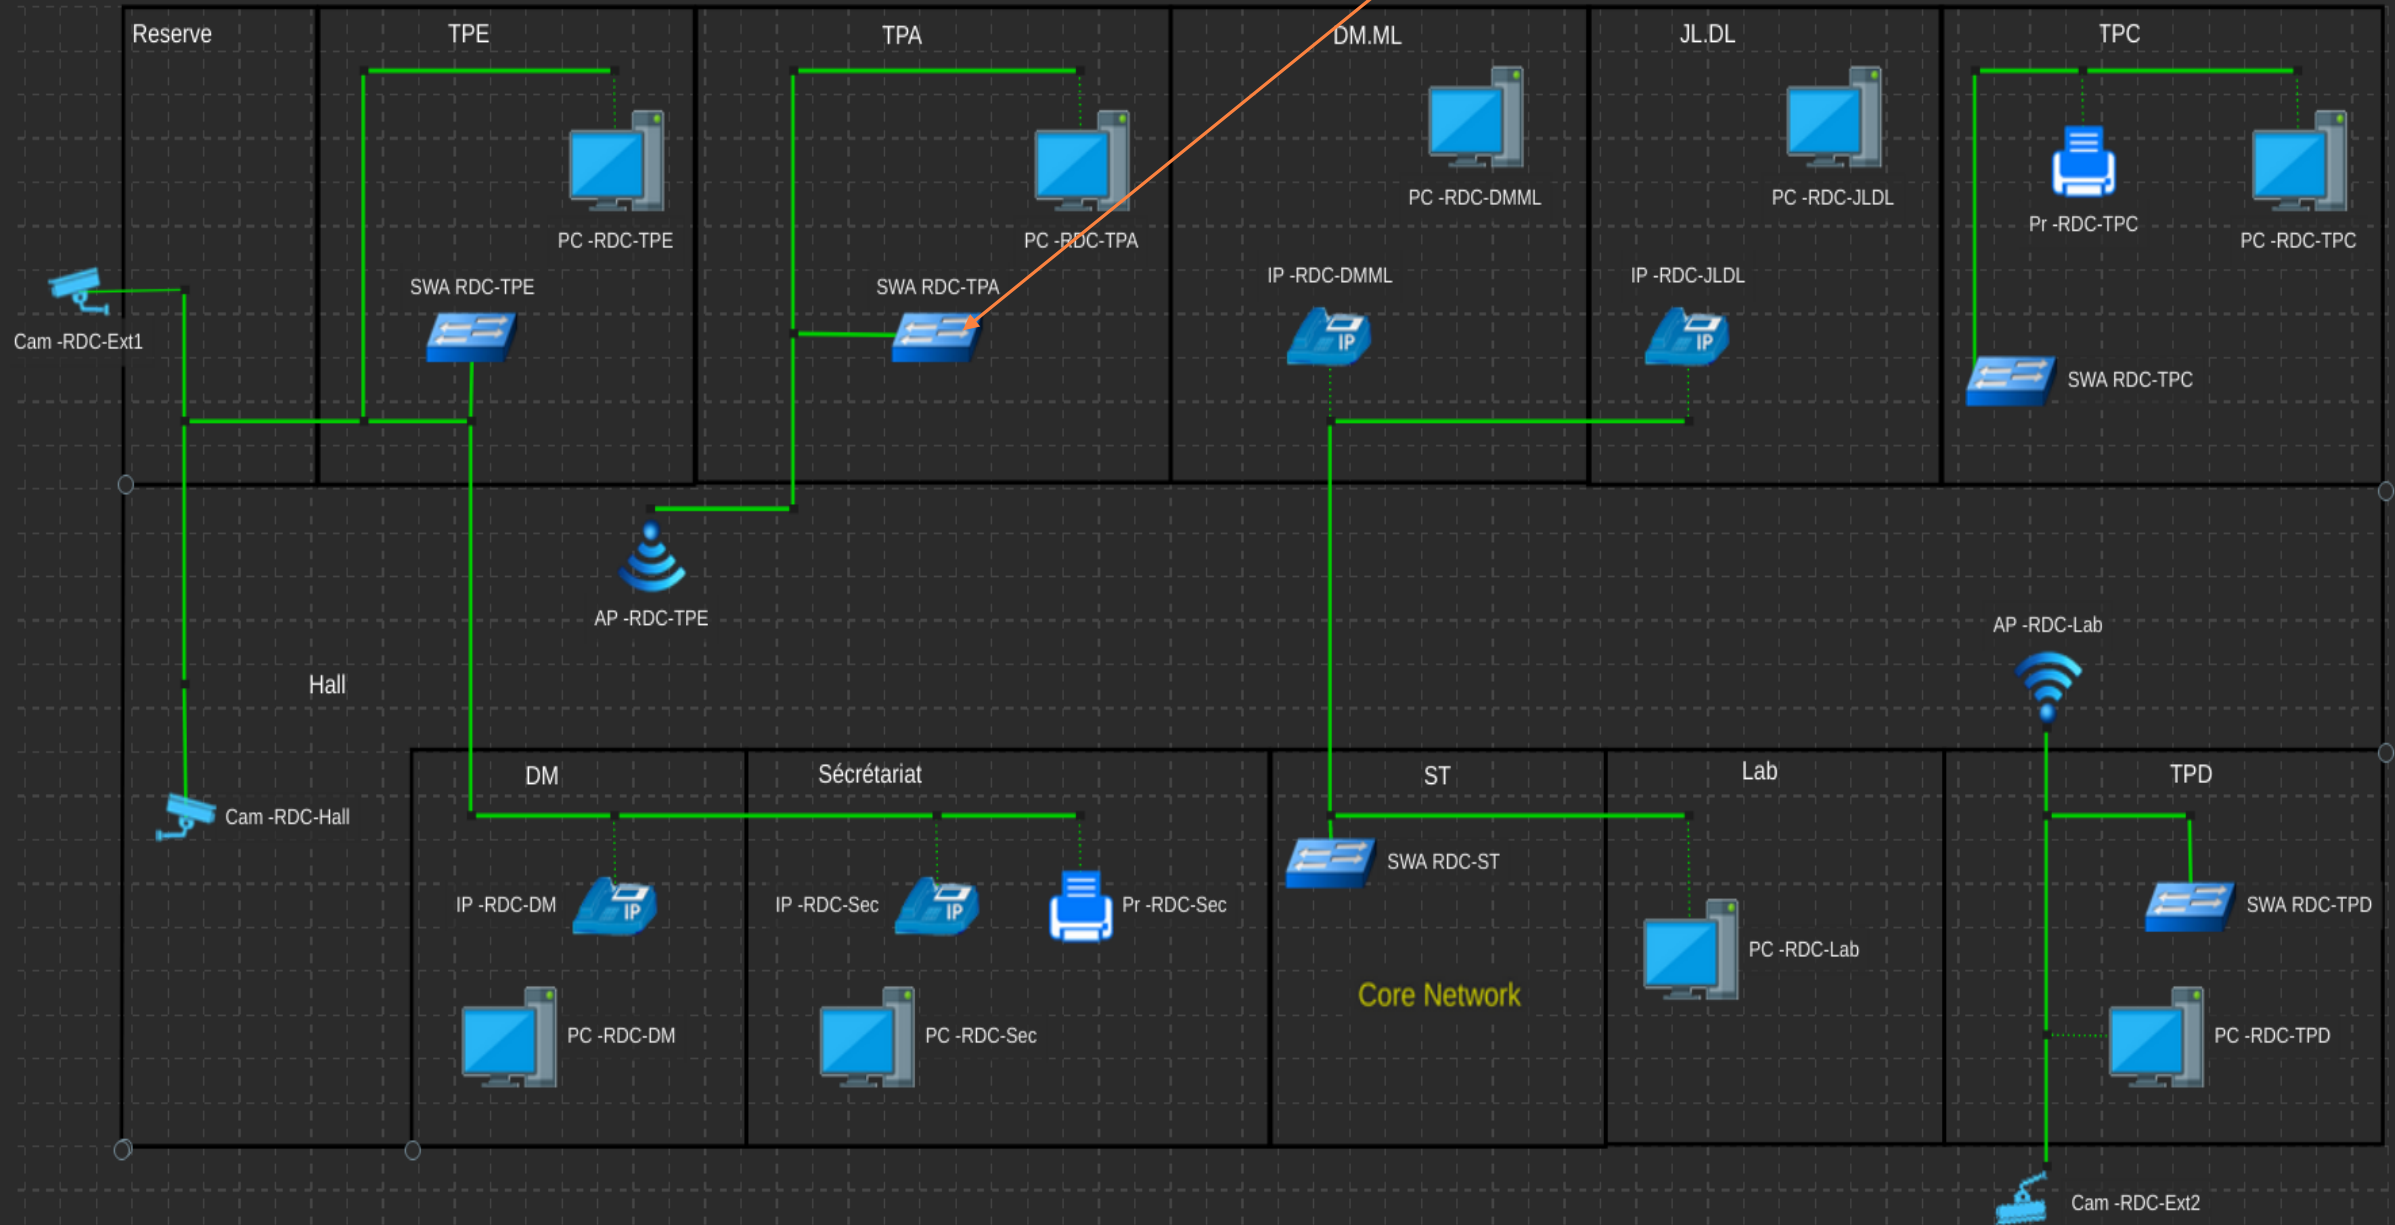 Reserve
TPE
TPA
DM.ML
JL.DL
TPC
PC -RDC-DMML
PC -RDC-JLDL
Pr -RDC-TPC
PC -RDC-TPE
PC -RDC-TPA
PC -RDC-TPC
IP -RDC-DMML
IP -RDC-JLDL
SWA RDC-TPE
SWA RDC-TPA
IP
IP
Cam -RDC-Ext1
SWA RDC-TPC
AP -RDC-TPE
AP -RDC-Lab
Hall
DM
Sécrétariat
ST
Lab
TPD
Cam -RDC-Hall
SWA RDC-ST
IP -RDC-DM
IP
IP -RDC-Sec
IP
Pr -RDC-Sec
SWA RDC-TPD
PC -RDC-Lab
Core Network
PC -RDC-DM
PC -RDC-Sec
PC -RDC-TPD
Cam -RDC-Ext2